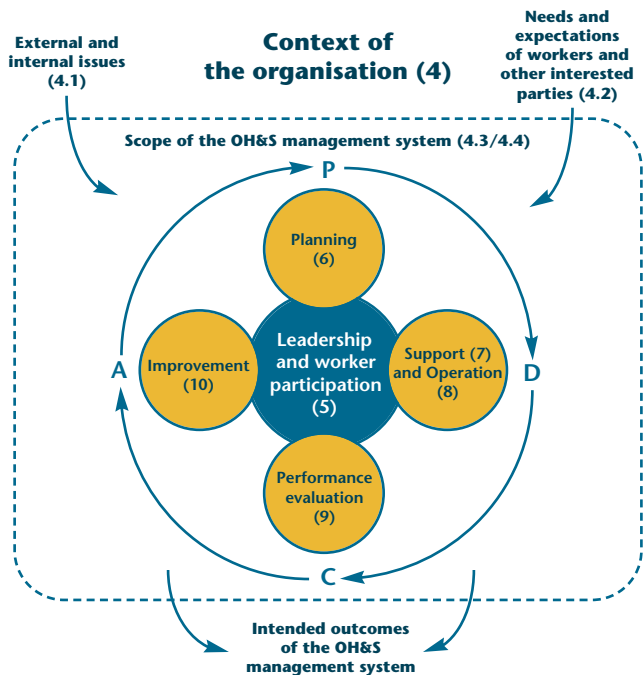 External and
internal issues
(4.1)
Context of
the organisation (4)
Needs and
expectations
of workers and
other interested
parties (4.2)
Scope of the OH&S management system (4.3/4.4)
P
Planning
(6)
A
Improvement
(10)
Leadership
and worker
participation
(5)
Support (7)
and Operation
(8)
D
Performance
evaluation
(9)
C
Intended outcomes
of the OH&S
management system